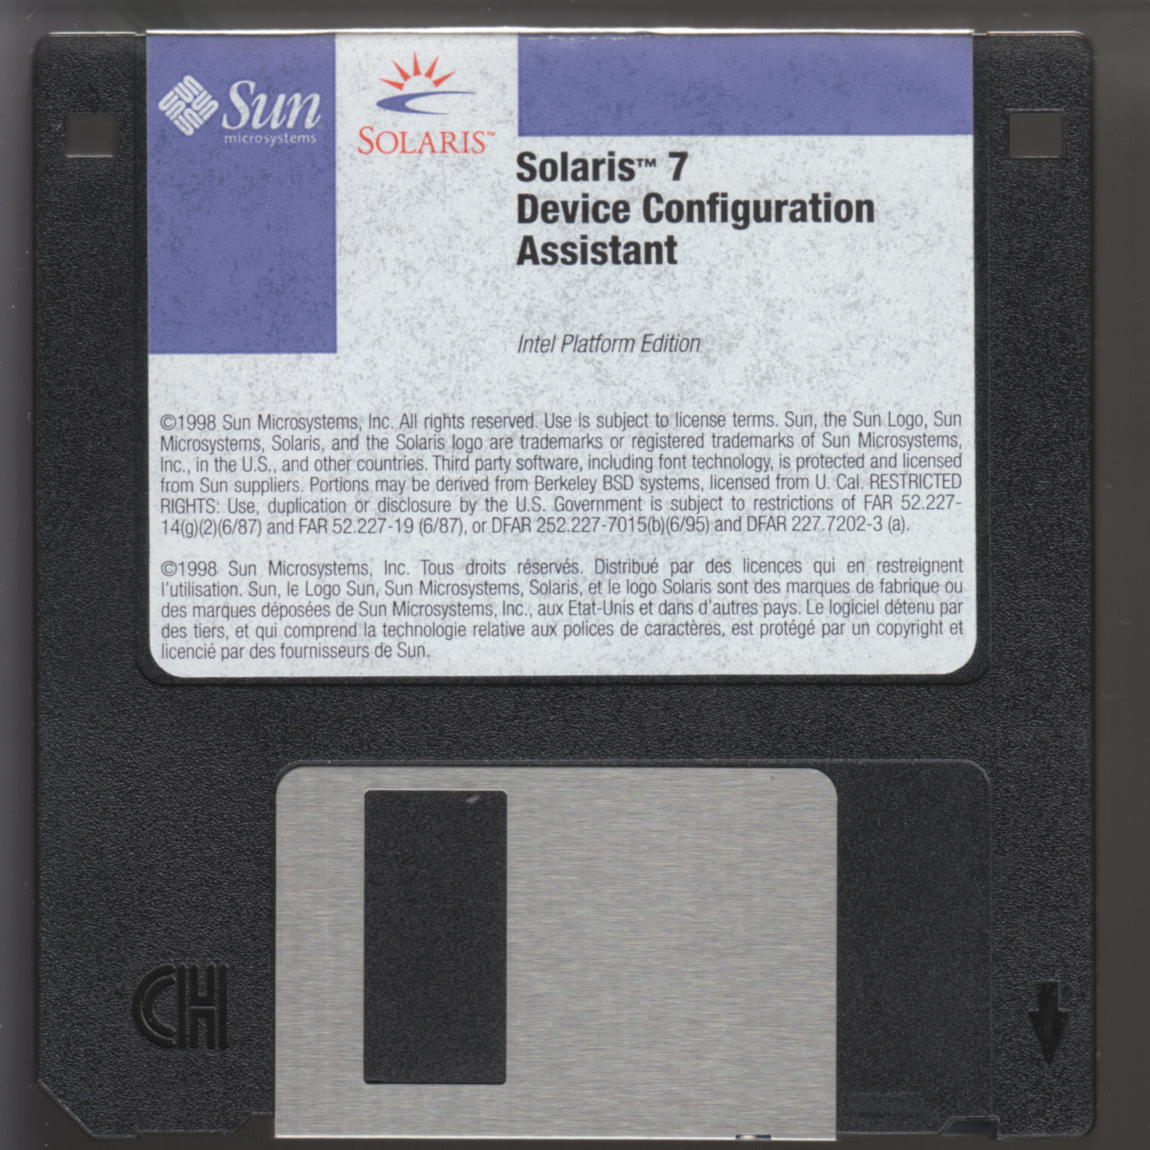 Sun
microsystems
SOLARIS™
Solaris™ 7
Device Configuration
Assistant
Intel Platform Edition
©1998 Sun Microsystems, Inc. All rights reserved. Use is subject to license terms. Sun, the Sun Logo, Sun
Microsystems, Solaris, and the Solaris logo are trademarks or registered trademarks of Sun Microsystems,
Inc., in the U.S., and other countries. Third party software, including font technology, is protected and licensed
from Sun suppliers. Portions may be derived from Berkeley BSD systems, licensed from U. Cal. RESTRICTED
RIGHTS: Use, duplication or disclosure by the U.S. Government is subject to restrictions of FAR 52.227-
14(g)(2)(6/87) and FAR 52.227-19 (6/87), or DFAR 252.227-7015(b)(6/95) and DFAR 227.7202-3 (a).
©1998 Sun Microsystems, Inc. Tous droits réservés. Distribué par des licences qui en restreignent
l'utilisation. Sun, le Logo Sun, Sun Microsystems, Solaris, et le logo Solaris sont des marques de fabrique ou
des marques déposées de Sun Microsystems, Inc., aux Etat-Unis et dans d'autres pays. Le logiciel détenu par
des tiers, et qui comprend la technologie relative aux polices de caractères, est protégé par un copyright et
licencié par des fournisseurs de Sun.
CH